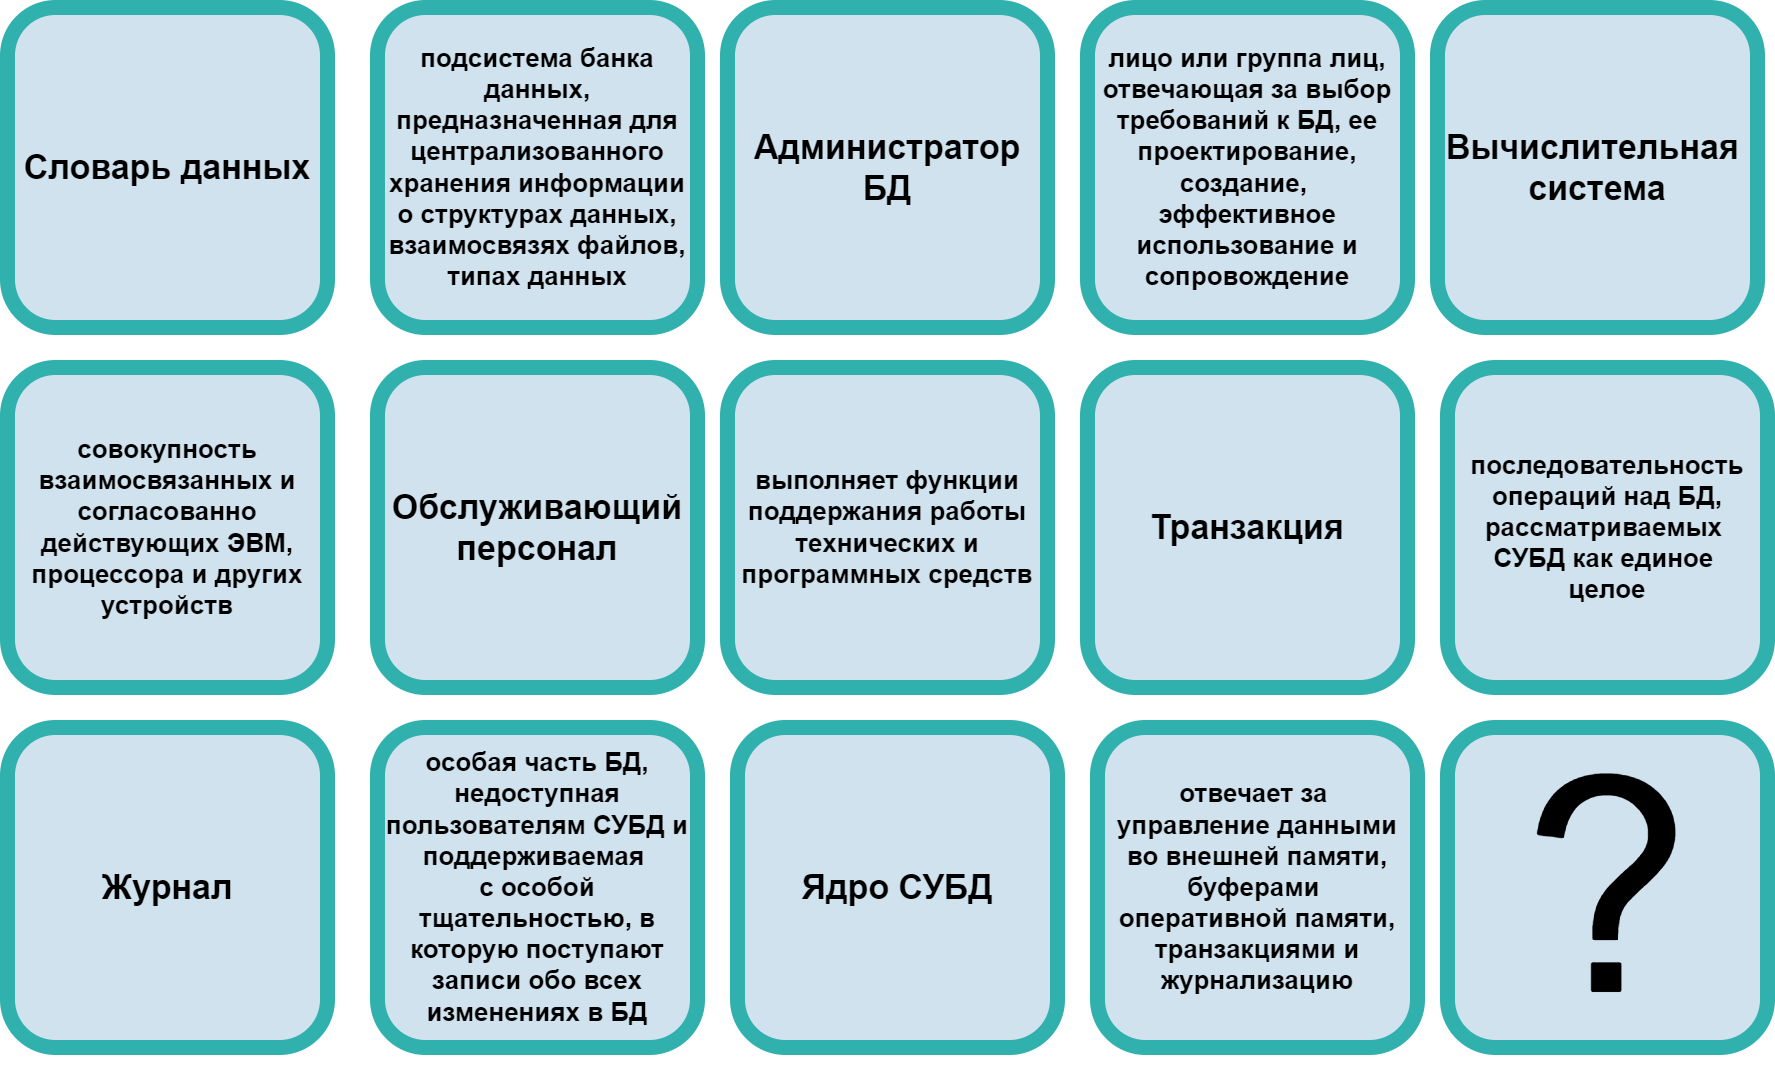 Словарь данных
подсистема банка
данных,
предназначенная для
централизованного
хранения информации
о структурах данных,
взаимосвязях файлов,
типах данных
Администратор
БД
лицо или группа лиц,
отвечающая за выбор
требований к БД, ее
проектирование,
создание,
эффективное
использование и
сопровождение
Вычислительная
система
совокупность
взаимосвязанных и
согласованно
действующих ЭВМ,
процессора и других
устройств
Обслуживающий
персонал
выполняет функции
поддержания работы
технических и
программных средств
Транзакция
последовательность
операций над БД,
рассматриваемых
СУБД как единое
целое
Журнал
особая часть БД,
недоступная
пользователям СУБД и
поддерживаемая
с особой
тщательностью, в
которую поступают
записи обо всех
изменениях в БД
Ядро СУБД
отвечает за
управление данными
во внешней памяти,
буферами
оперативной памяти,
транзакциями и
журнализацию
?